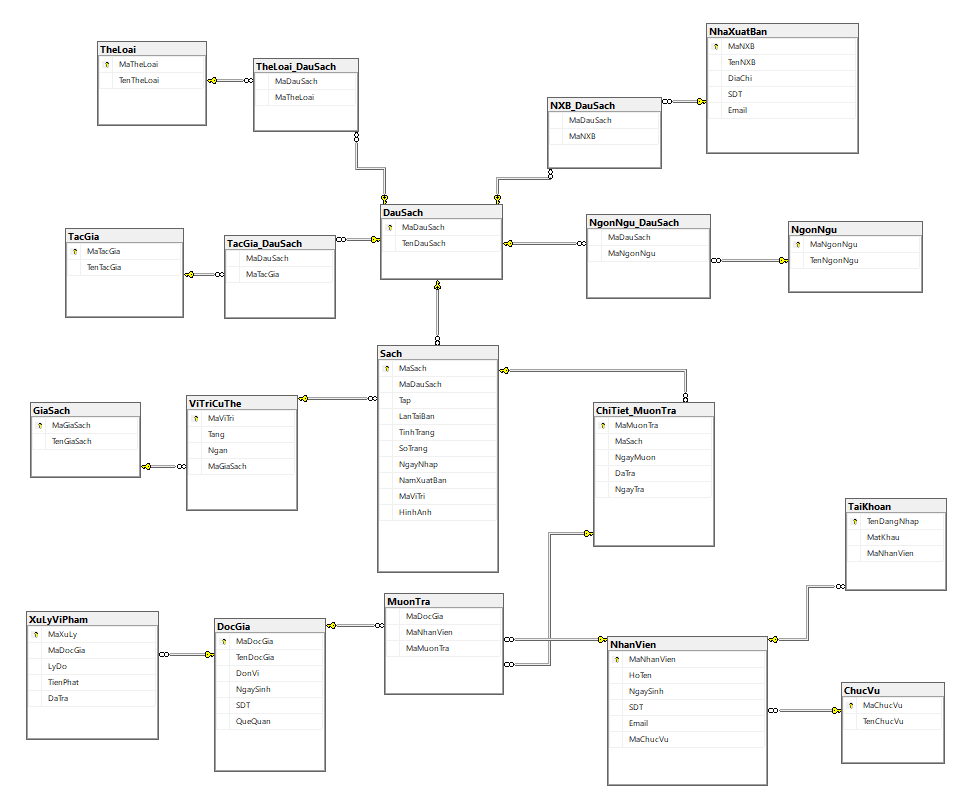 TheLoai
MaTheLoai
TenTheLoai
TheLoai_DauSach
MaDauSach
MaTheLoai
NXB_DauSach
MaDauSach
MaNXB
NhaXuatBan
MaNXB
TenNXB
DiaChi
SDT
Email
TacGia
MaTacGia
TenTacGia
TacGia_DauSach
MaDauSach
MaTacGia
DauSach
MaDauSach
TenDauSach
NgonNgu_DauSach
MaDauSach
MaNgonNgu
NgonNgu
MaNgonNgu
TenNgonNgu
GiaSach
MaGiaSach
TenGiaSach
ViTriCuThe
MaViTri
Tang
Ngan
MaGiaSach
Sach
MaSach
MaDauSach
Tap
LanTaiBan
TinhTrang
SoTrang
NgayNhap
NamXuatBan
MaViTri
HinhAnh
ChiTiet_MuonTra
MaMuonTra
MaSach
NgayMuon
DaTra
NgayTra
TaiKhoan
TenDangNhap
MatKhau
MaNhanVien
XuLyViPham
MaXuLy
MaDocGia
LyDo
TienPhat
DaTra
DocGia
MaDocGia
TenDocGia
DonVi
NgaySinh
SDT
QueQuan
MuonTra
MaDocGia
MaNhanVien
MaMuonTra
NhanVien
MaNhanVien
HoTen
NgaySinh
SDT
Email
MaChucVu
ChucVu
MaChucVu
TenChucVu